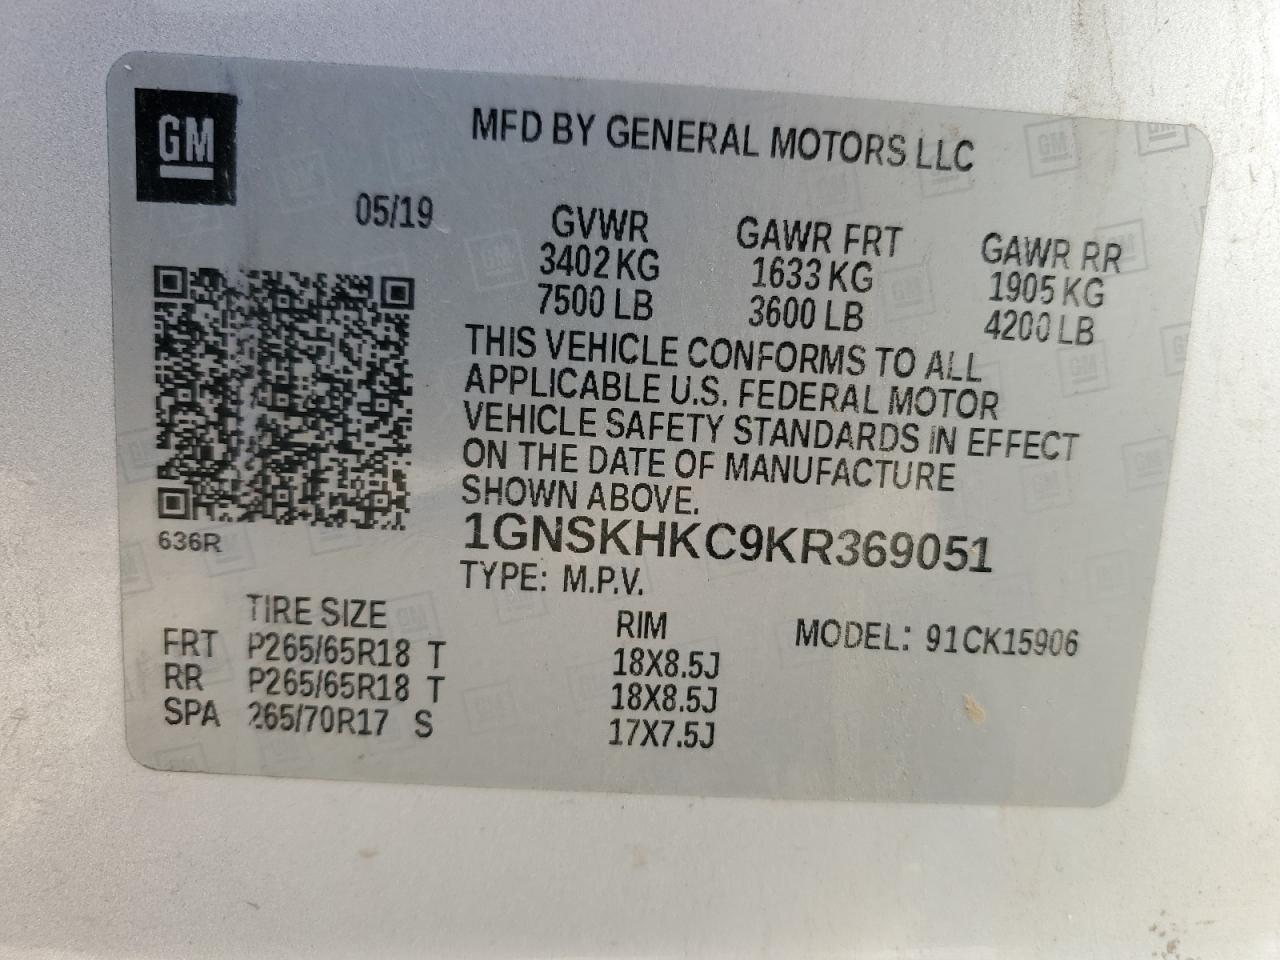 GM
MFD BY GENERAL MOTORS LLC
05/19
GVWR
3402 KG
7500 LB
GAWR FRT
1633 KG
3600 LB
GAWR RR
1905 KG
4200 LB
THIS VEHICLE CONFORMS TO ALL
APPLICABLE U.S. FEDERAL MOTOR
VEHICLE SAFETY STANDARDS IN EFFECT
ON THE DATE OF MANUFACTURE
SHOWN ABOVE.
636R
1GNSKHKC9KR369051
TYPE: M.P.V.
TIRE SIZE
RIM
MODEL: 91CK15906
FRT P265/65R18 T 18X8.5J
RR P265/65R18 T 18X8.5J
SPA 265/70R17 S 17X7.5J